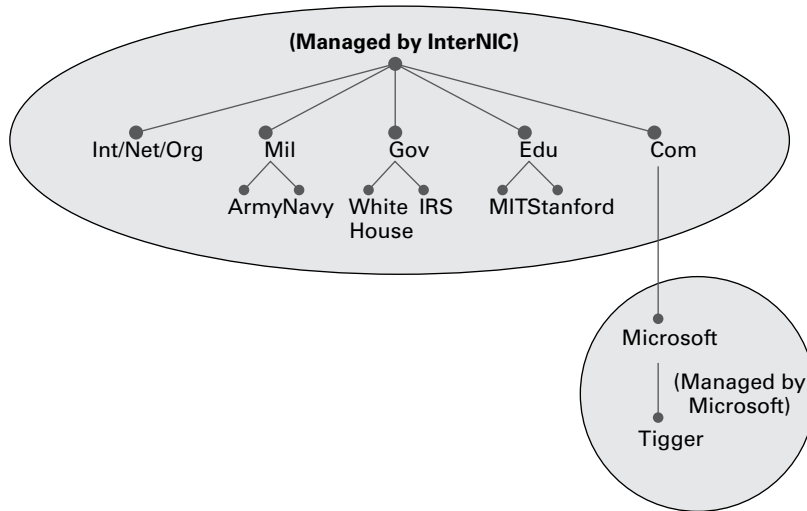 (Managed by InterNIC)
Int/Net/Org Mil Gov Edu Com
ArmyNavy White IRS MITStanford
House
Microsoft
(Managed by
Microsoft)
Tigger